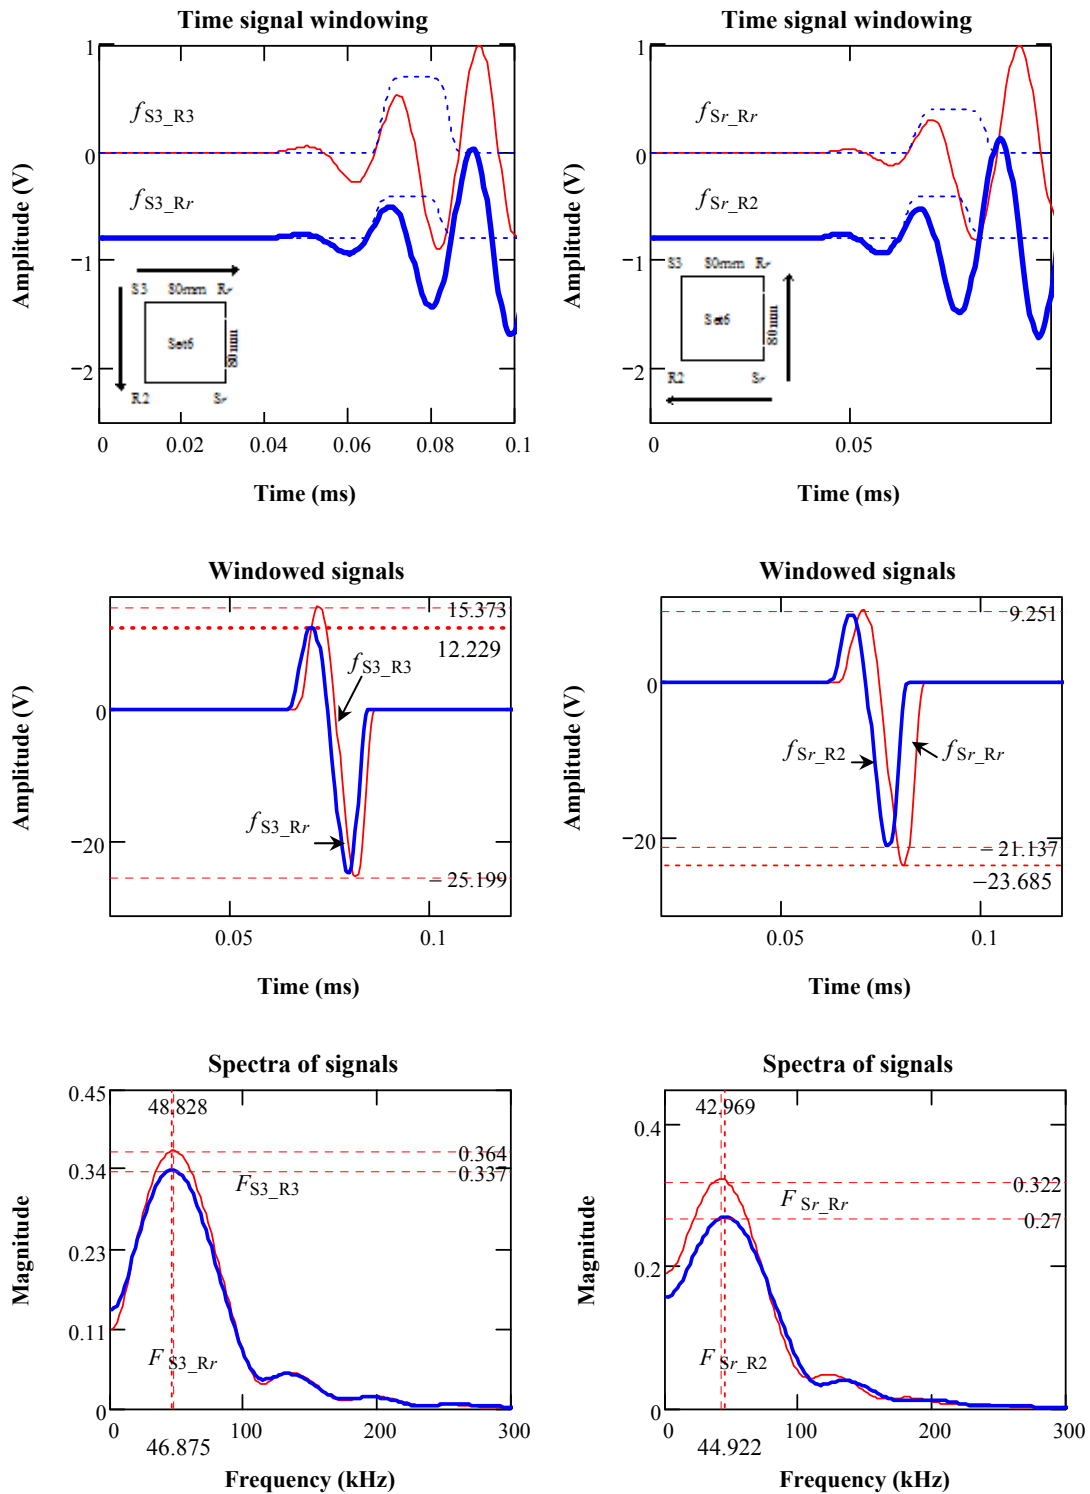 Time signal windowing
1
0
−1
−2
Amplitude (V)
f S3_R3
f S3_Rr
S3 80mm Rr
Set6
80mm
R2 Sr
0 0.02 0.04 0.06 0.08 0.1
Time (ms)
Time signal windowing
1
0
−1
−2
Amplitude (V)
f Sr_Rr
f Sr_R2
S3 80mm Rr
Set6
80mm
R2 Sr
0 0.05
Time (ms)
Windowed signals
0
−20
Amplitude (V)
15.373
12.229
f S3_R3
f S3_Rr
−25.199
0.05 0.1
Time (ms)
Windowed signals
0
−20
Amplitude (V)
9.251
f Sr_R2
f Sr_Rr
−21.137
−23.685
0.05 0.1
Time (ms)
Spectra of signals
0.45
0.34
0.23
0.11
0
Magnitude
48.828
0.364
0.337
F S3_R3
F S3_Rr
0 100 200 300
46.875
Frequency (kHz)
Spectra of signals
0.4
0.2
0
Magnitude
42.969
0.322
0.27
F Sr_Rr
F Sr_R2
0 100 200 300
44.922
Frequency (kHz)